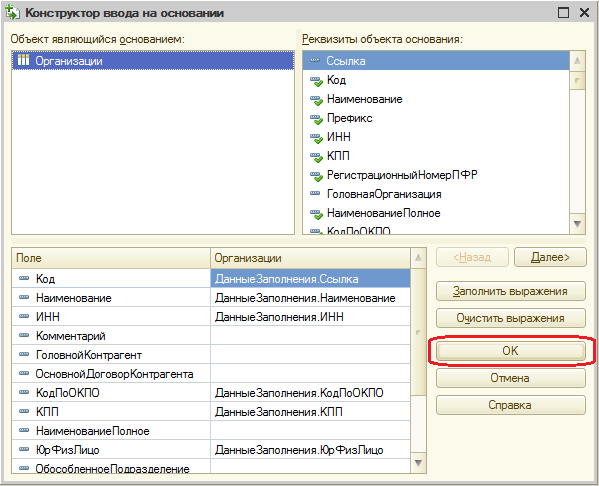 Конструктор ввода на основании
Объект являющийся основанием:
Организации
Реквизиты объекта основания:
Ссылка
Код
Наименование
Префикс
ИНН
КПП
РегистрационныйНомерПФР
ГоловнаяОрганизация
НаименованиеПолное
КодПоОКПО
Поле Организации
Код ДанныеЗаполнения.Ссылка
Наименование ДанныеЗаполнения.Наименование
ИНН ДанныеЗаполнения.ИНН
Комментарий
ГоловнойКонтрагент
ОсновнойДоговорКонтрагента
КодПоОКПО ДанныеЗаполнения.КодПоОКПО
КПП ДанныеЗаполнения.КПП
НаименованиеПолное
ЮрФизЛицо ДанныеЗаполнения.ЮрФизЛицо
ОбособленноеПодразделение
<Назад Далее>
Заполнить выражения
Очистить выражения
OK
Отмена
Справка